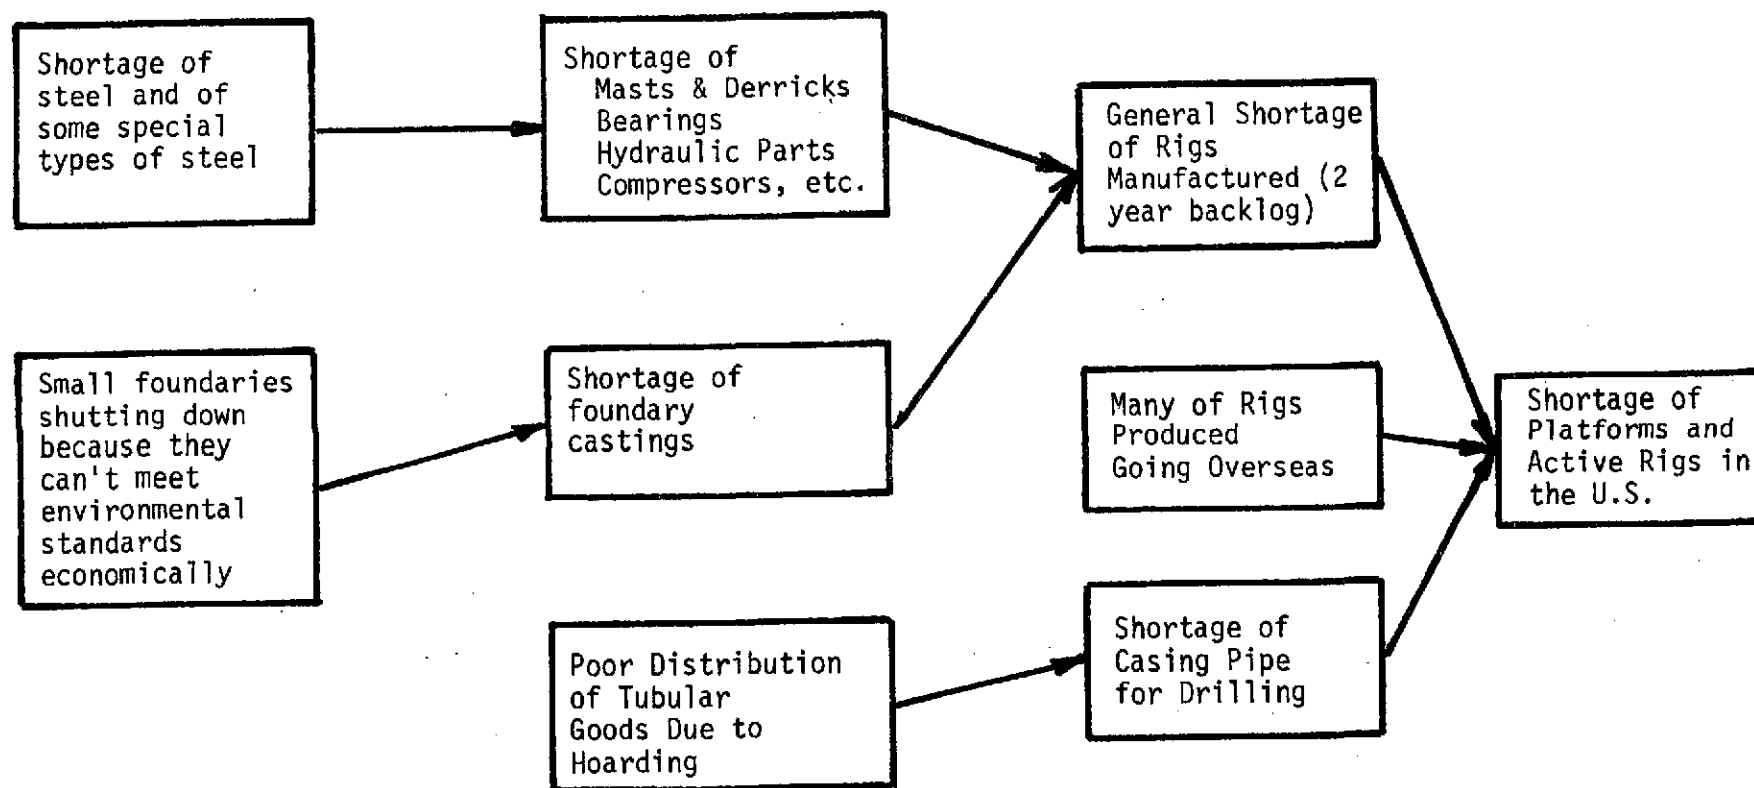 Shortage of
steel and of
some special
types of steel
Shortage of
Masts & Derricks
Bearings
Hydraulic Parts
Compressors, etc.
General Shortage
of Rigs
Manufactured (2
year backlog)
Small foundaries
shutting down
because they
can't meet
environmental
standards
economically
Shortage of
foundary
castings
Many of Rigs
Produced
Going Overseas
Shortage of
Platforms and
Active Rigs in
the U.S.
Poor Distribution
of Tubular
Goods Due to
Hoarding
Shortage of
Casing Pipe
for Drilling